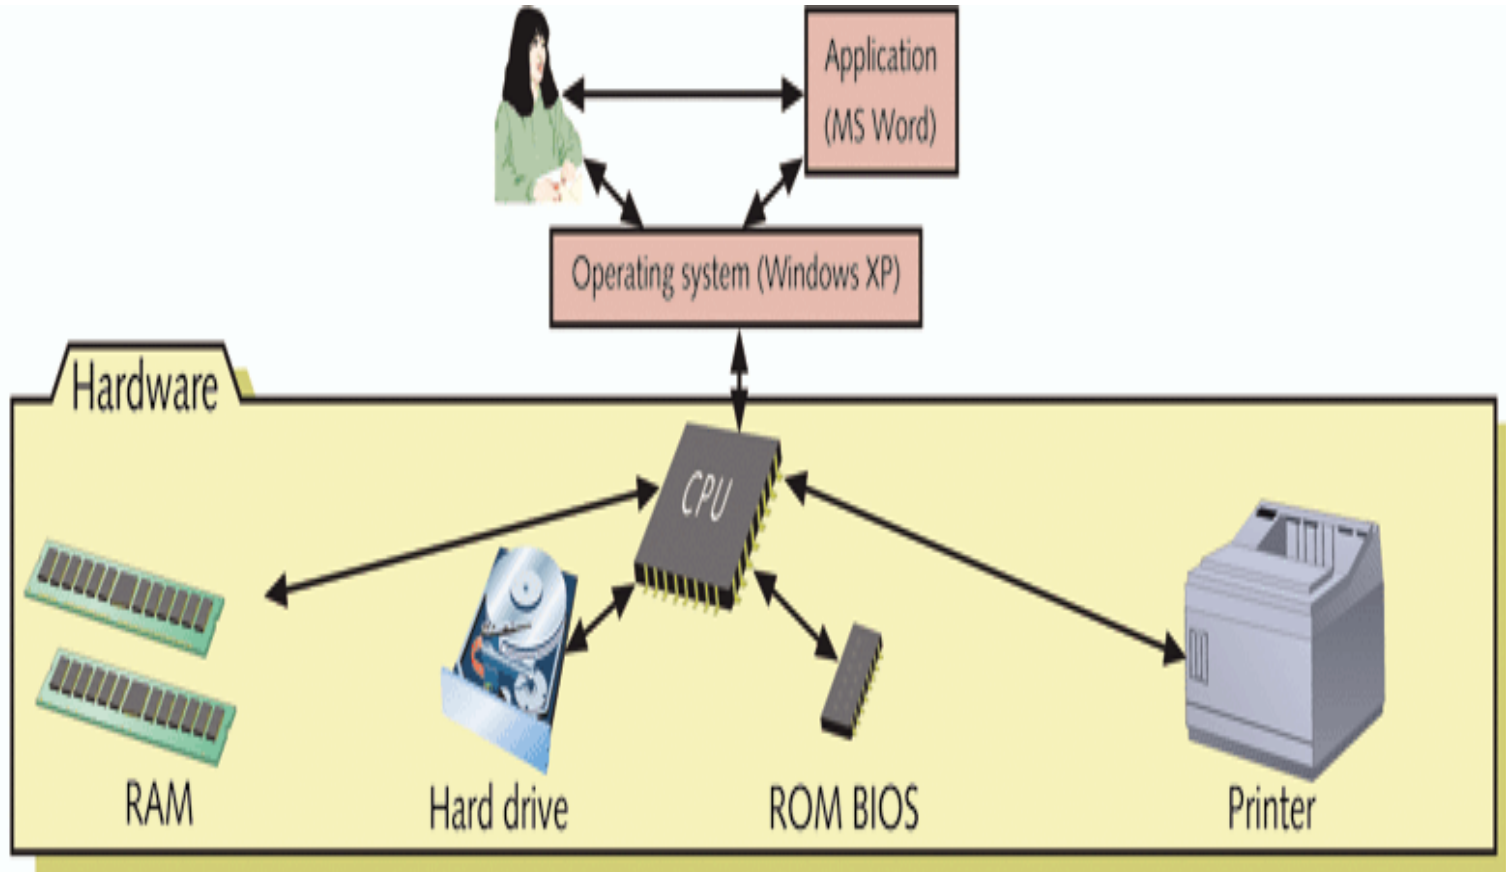 Application
(MS Word)
Operating system (Windows XP)
Hardware
CPU
RAM
Hard drive
ROM BIOS
Printer